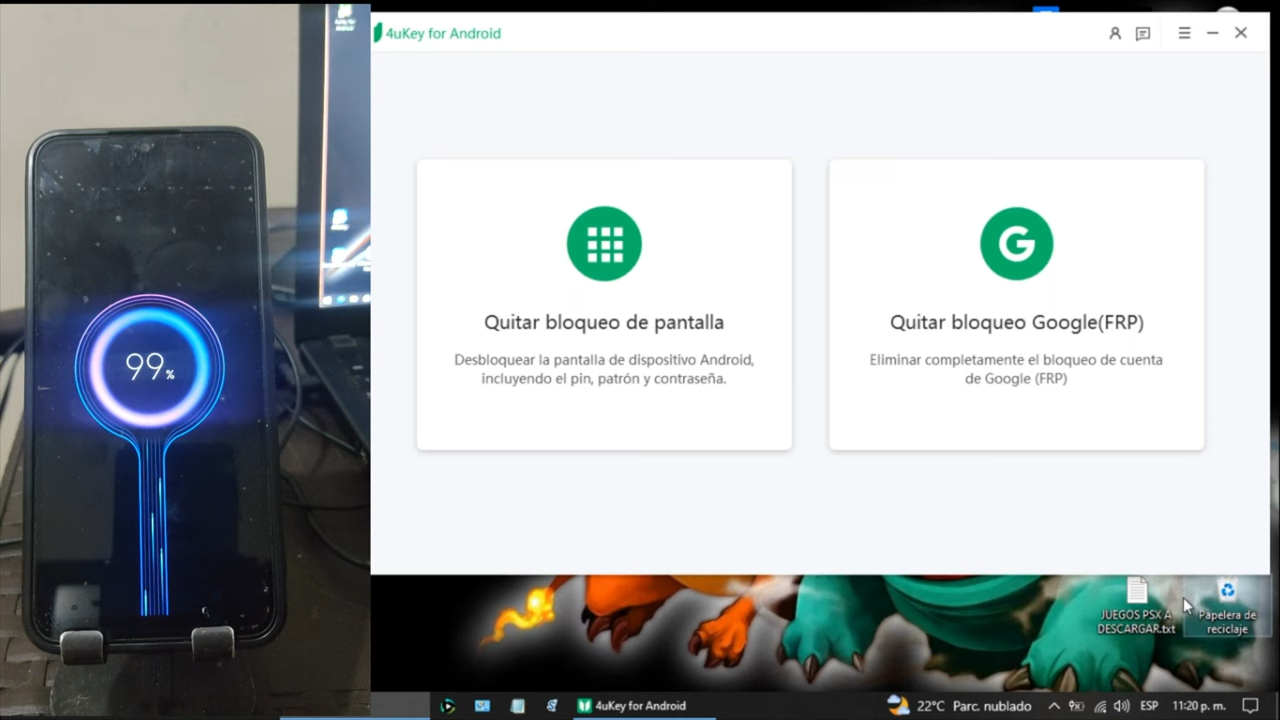 4uKey for Android
99%
Quitar bloqueo de pantalla
Desbloquear la pantalla de dispositivo Android,
incluyendo el pin, patrón y contraseña.
Quitar bloqueo Google(FRP)
Eliminar completamente el bloqueo de cuenta
de Google (FRP)
JUEGOS PSX A
DESCARGAR.txt
Papelera de
reciclaje
4uKey for Android
22°C Parc. nublado
ESP
11:20 p. m.